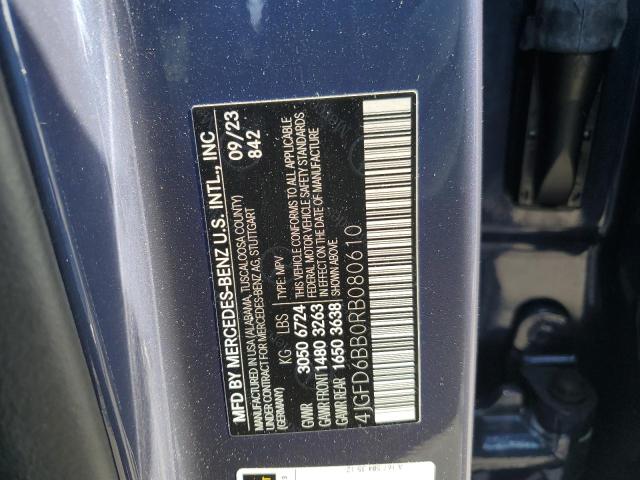 MFD BY MERCEDES-BENZ U.S. INTL., INC
09/23
MANUFACTURED IN USA (ALABAMA, TUSCALOOSA COUNTY)
842
UNDER CONTRACT FOR MERCEDES-BENZ AG, STUTTGART
(GERMANY)
KG LBS TYPE: MPV
GVWR 3050 6724 THIS VEHICLE CONFORMS TO ALL APPLICABLE
FEDERAL MOTOR VEHICLE SAFETY STANDARDS
GAWR FRONT 1480 3263 IN EFFECT ON THE DATE OF MANUFACTURE
GAWR REAR 1650 3638 SHOWN ABOVE.
4JGFD6BB0RB080610